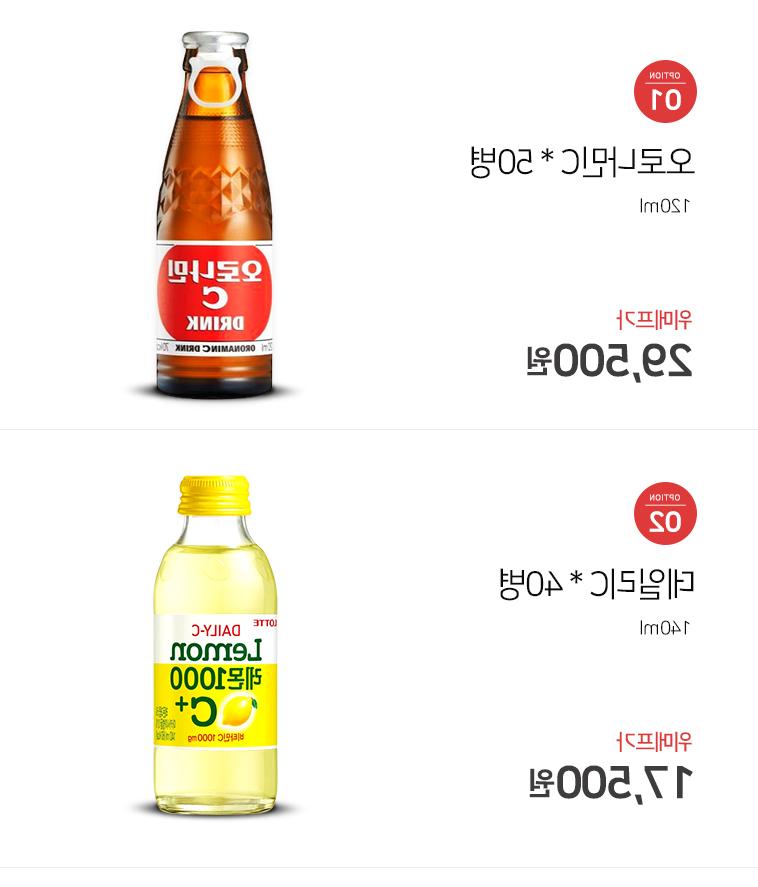 OPTION
01
오로나민C * 50병
120ml
위메프가
29,500원
오로나민
C
DRINK
ORONAMIN C DRINK
OPTION
02
데일리C * 40병
140ml
위메프가
17,500원
LOTTE
DAILY-C
Lemon
레몬1000
C+
비타민C 1000mg